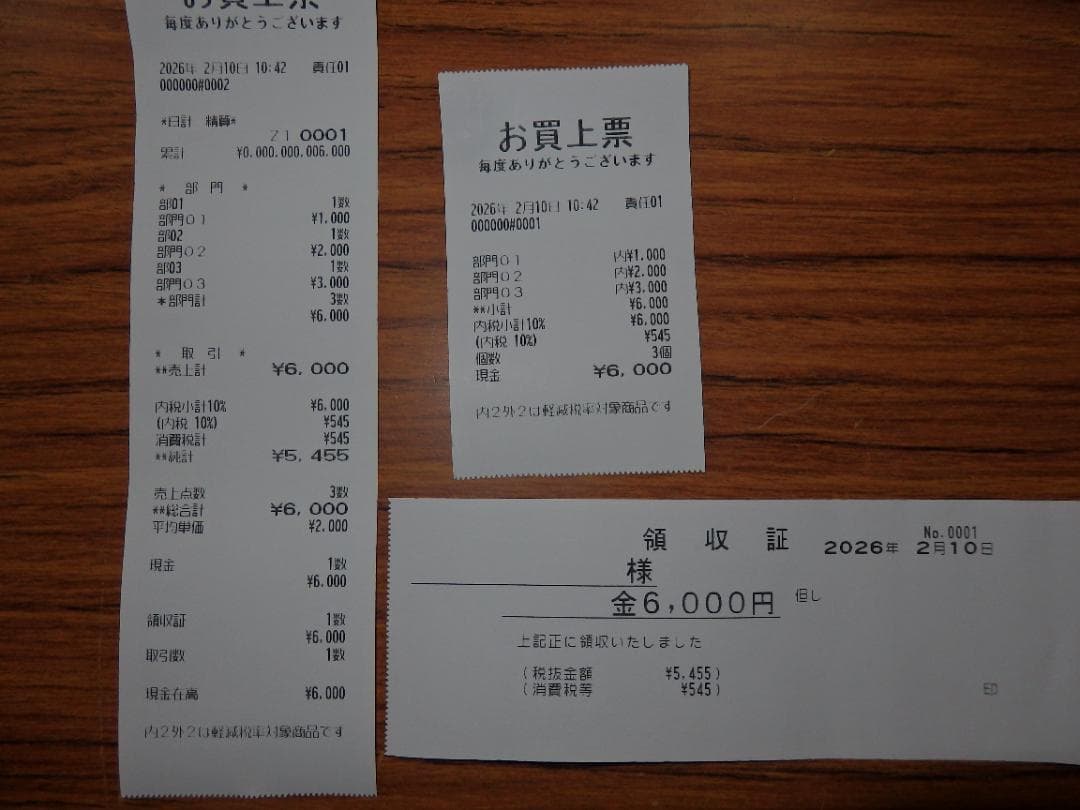 お買上票
毎度ありがとうございます
2026年 2月10日 10:42 責任01
000000#0002
*日計 精算*
Z1 0001
累計 ¥0.000.000.006.000
* 部 門 *
部01 1数
部門01 ¥1.000
部02 1数
部門02 ¥2.000
部03 1数
部門03 ¥3.000
*部門計 3数
¥6.000
* 取 引 *
**売上計 ¥6,000
内税小計10% ¥6.000
(内税 10%) ¥545
消費税計 ¥545
**純計 ¥5,455
売上点数 3数
**総合計 ¥6,000
平均単価 ¥2.000
現金 1数
¥6.000
領収証 1数
¥6.000
取引数 1数
現金在高 ¥6.000
内2外2は軽減税率対象商品です
お買上票
毎度ありがとうございます
2026年 2月10日 10:42 責任01
000000#0001
部門01 内¥1.000
部門02 内¥2.000
部門03 内¥3.000
**小計 ¥6.000
内税小計10% ¥6.000
(内税 10%) ¥545
個数 3個
現金 ¥6,000
内2外2は軽減税率対象商品です
No.0001
領 収 証 2026年 2月10日
様
金6,000円 但し
上記正に領収いたしました
(税抜金額 ¥5,455)
(消費税等 ¥545)
印